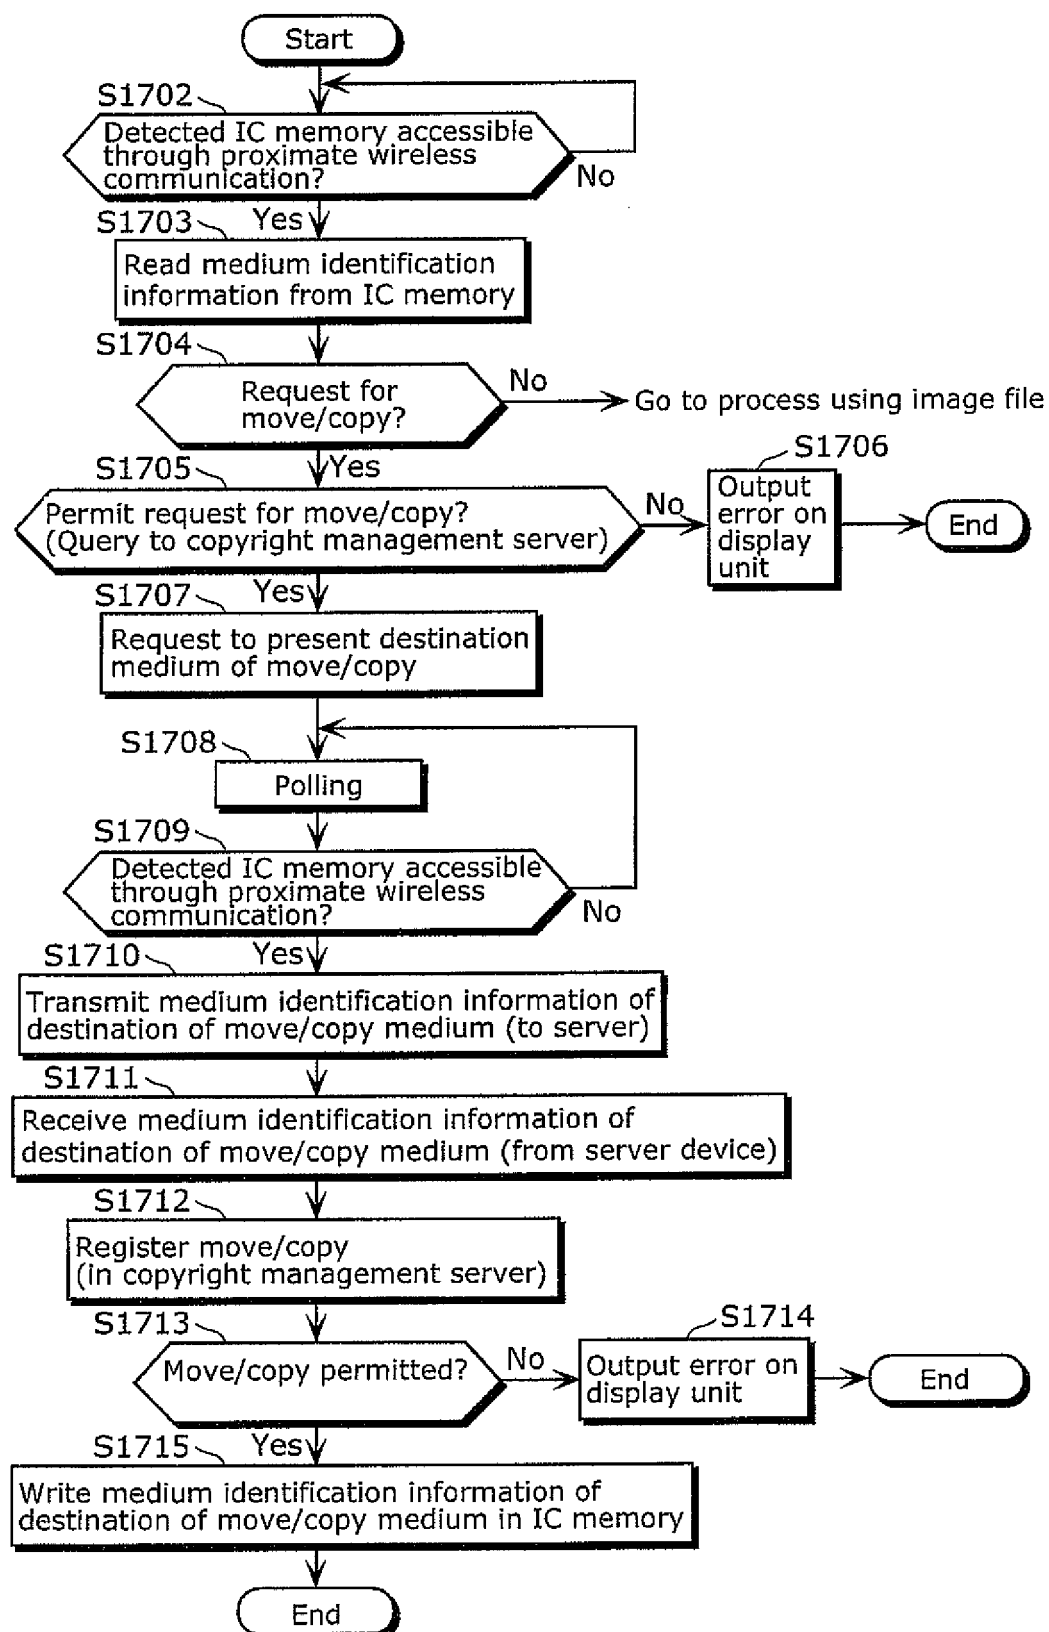 Start
S1702
Detected IC memory accessible
through proximate wireless
communication?
No
Yes
S1703
Read medium identification
information from IC memory
S1704
Request for
move/copy?
No
Go to process using image file
Yes
S1705
Permit request for move/copy?
(Query to copyright management server)
No
S1706
Output
error on
display
unit
End
Yes
S1707
Request to present destination
medium of move/copy
S1708
Polling
S1709
Detected IC memory accessible
through proximate wireless
communication?
No
Yes
S1710
Transmit medium identification information of
destination of move/copy medium (to server)
S1711
Receive medium identification information of
destination of move/copy medium (from server device)
S1712
Register move/copy
(in copyright management server)
S1713
Move/copy permitted?
No
S1714
Output error on
display unit
End
Yes
S1715
Write medium identification information of
destination of move/copy medium in IC memory
End